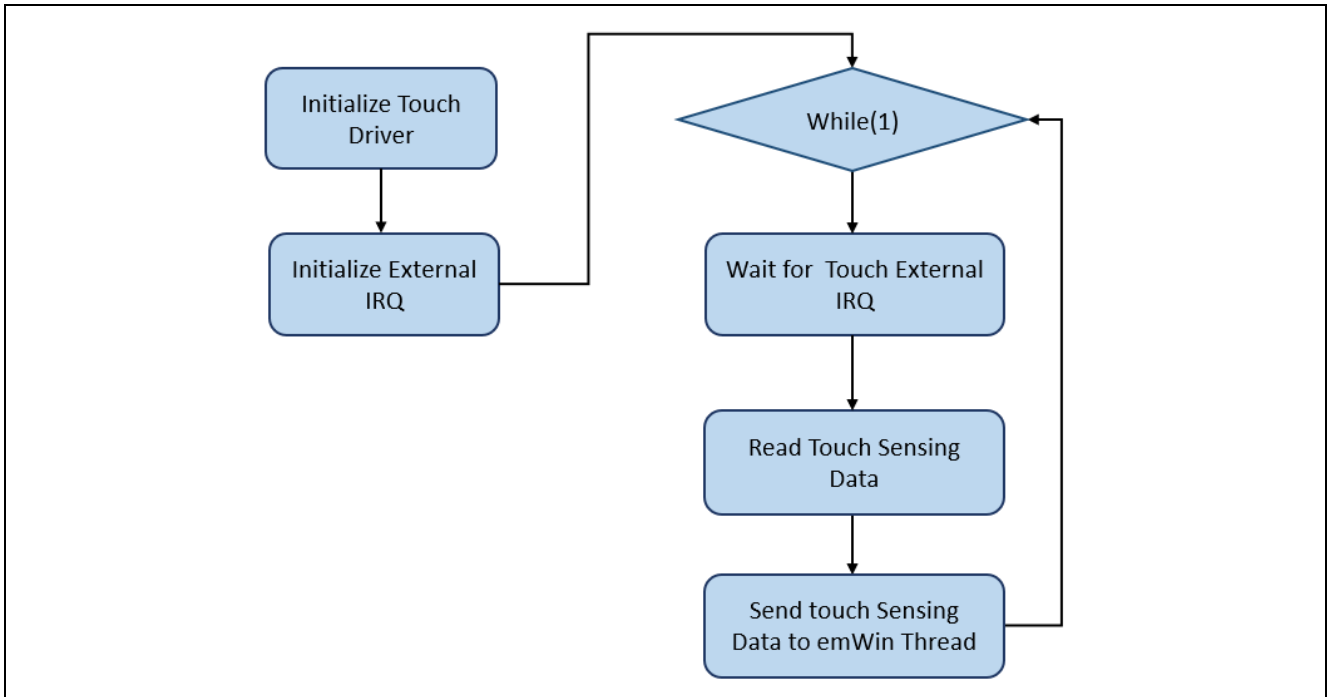 Initialize Touch
Driver
Initialize External
IRQ
While(1)
Wait for  Touch External
IRQ
Read Touch Sensing
Data
Send touch Sensing
Data to emWin Thread